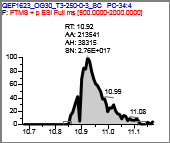 QEF1623_OG30_T3-250-0-3_SC PC-34:4
F: FTMS + p ESI Full ms [500.0000-2000.0000]
RT: 10.92
AA: 213541
AH: 38315
SN: 2.76E+017
100
80
60
40
20
0
10.99
11.08
10.7 10.8 10.9 11.0 11.1